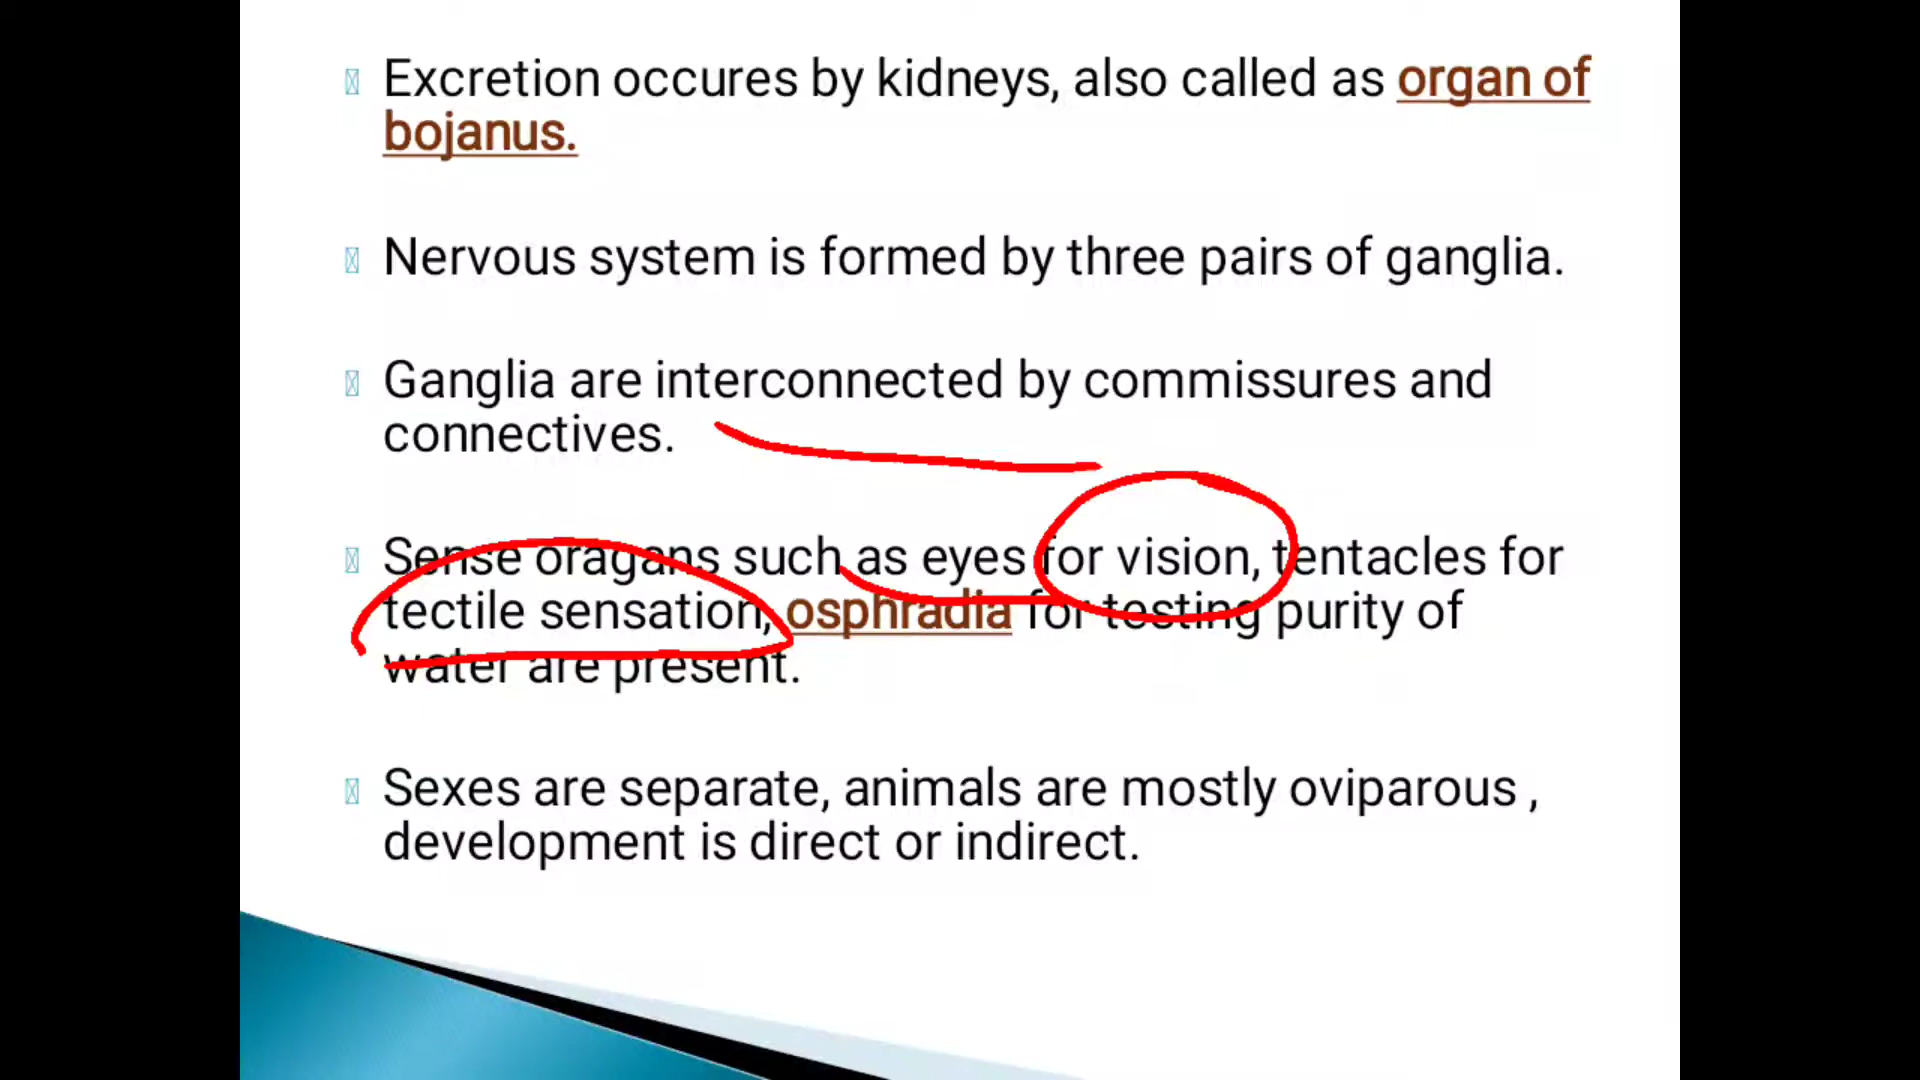 Excretion occures by kidneys, also called as organ of
bojanus.
Nervous system is formed by three pairs of ganglia.
Ganglia are interconnected by commissures and
connectives.
Sense oragans such as eyes for vision, tentacles for
tectile sensation, osphradia for testing purity of
water are present.
Sexes are separate, animals are mostly oviparous ,
development is direct or indirect.